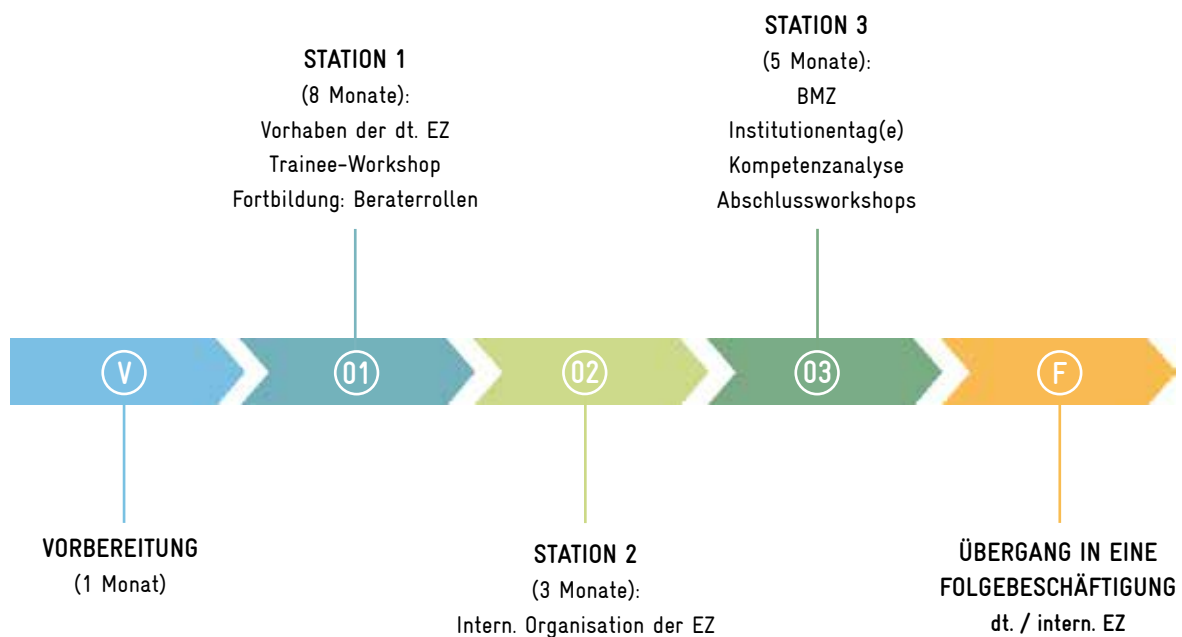 STATION 1
(8 Monate):
Vorhaben der dt. EZ
Trainee-Workshop
Fortbildung: Beraterrollen
STATION 3
(5 Monate):
BMZ
Institutionentag(e)
Kompetenzanalyse
Abschlussworkshops
V
01
02
03
F
VORBEREITUNG
(1 Monat)
STATION 2
(3 Monate):
Intern. Organisation der EZ
ÜBERGANG IN EINE
FOLGEBESCHÄFTIGUNG
dt. / intern. EZ